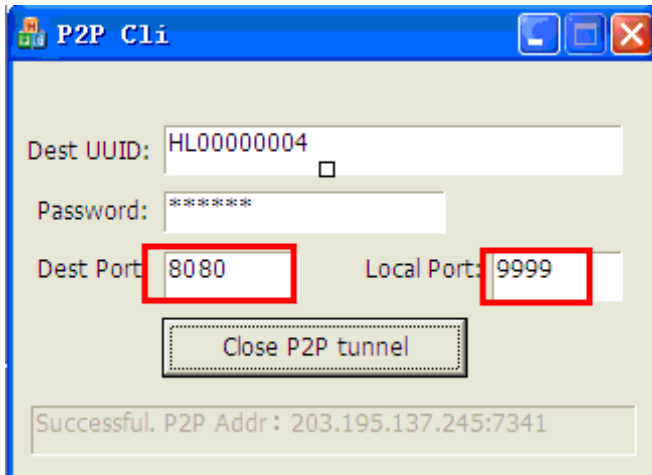 P2P Cli
Dest UUID: HL00000004
Password: ******
Dest Port 8080 Local Port: 9999
Close P2P tunnel
Successful. P2P Addr : 203.195.137.245:7341